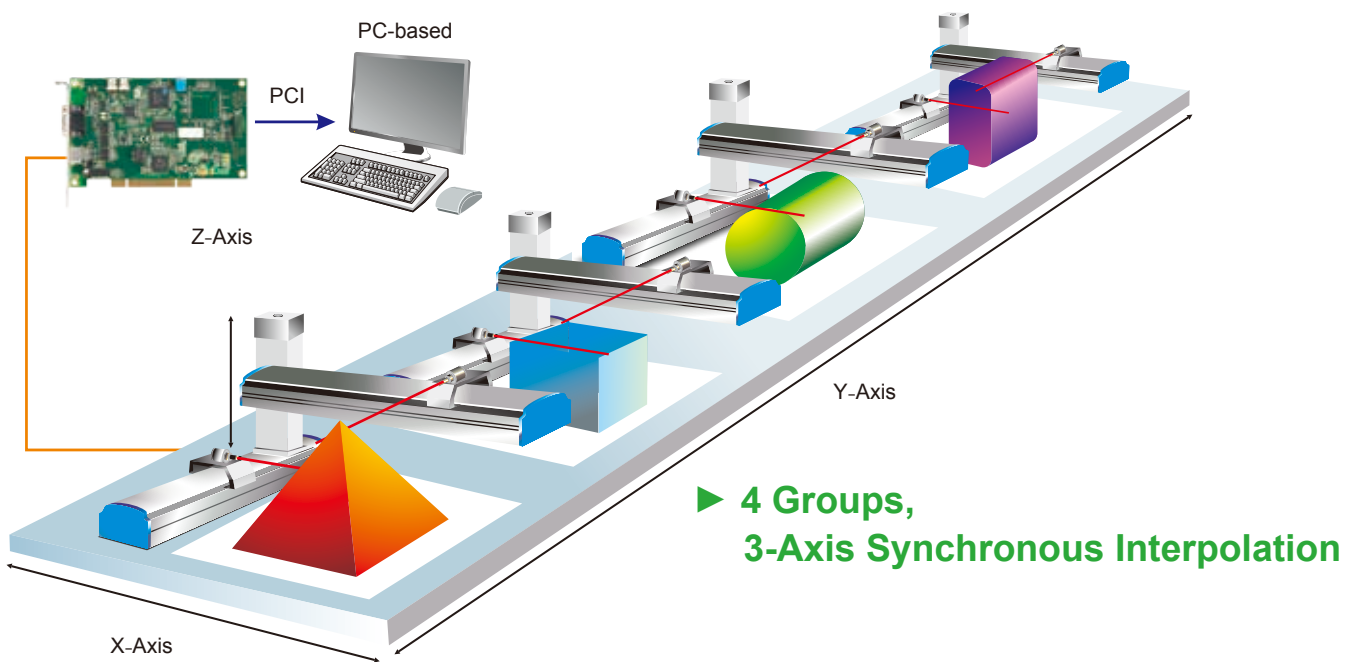 PC-based
PCI
Z-Axis
Y-Axis
► 4 Groups,
3-Axis Synchronous Interpolation
X-Axis